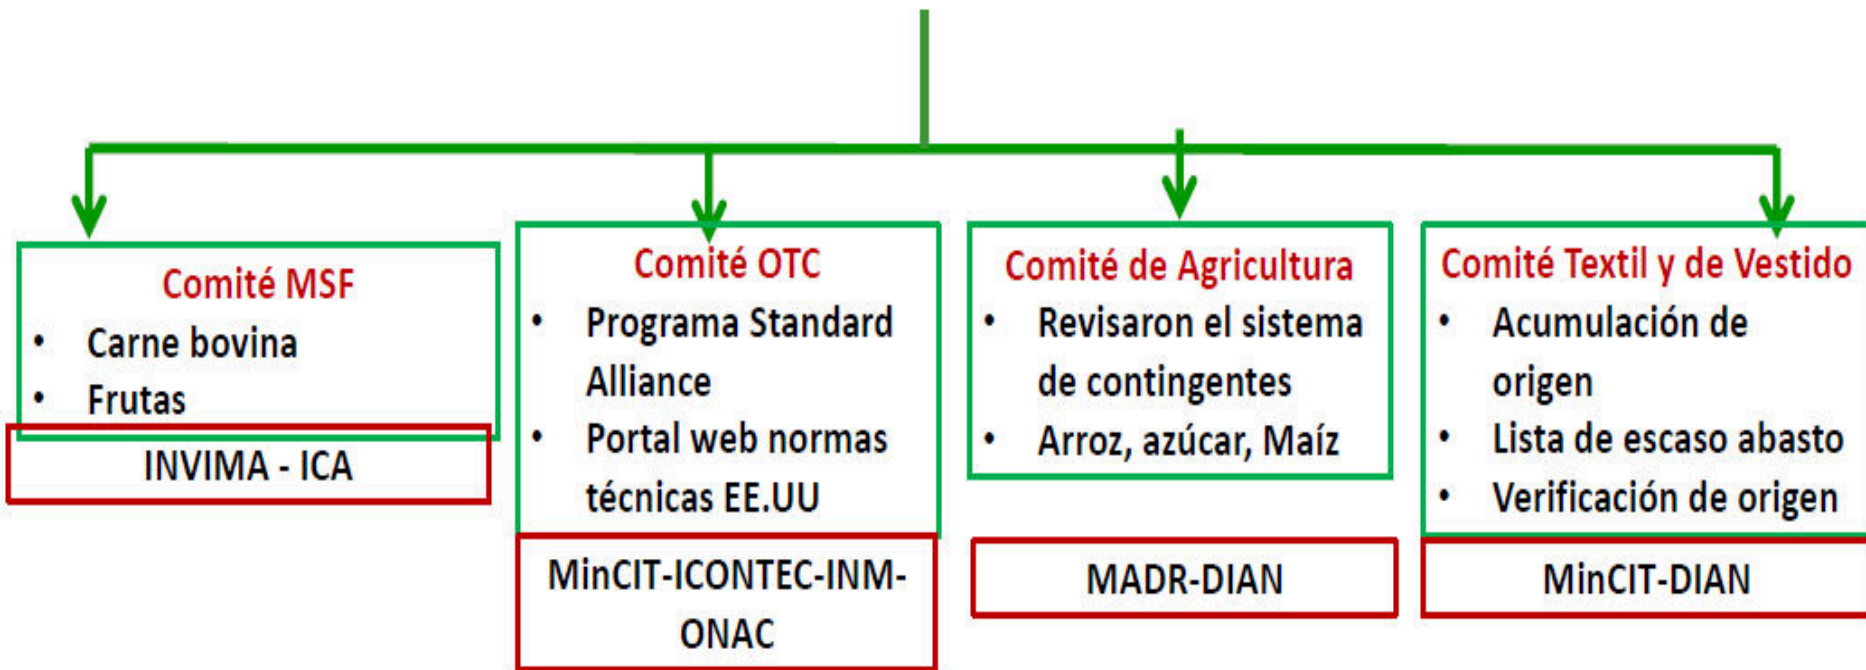 Comité MSF
• Carne bovina
• Frutas
INVIMA - ICA
Comité OTC
• Programa Standard
Alliance
• Portal web normas
técnicas EE.UU
MinCIT-ICONTEC-INM-
ONAC
Comité de Agricultura
• Revisaron el sistema
de contingentes
• Arroz, azúcar, Maíz
MADR-DIAN
Comité Textil y de Vestido
• Acumulación de
origen
• Lista de escaso abasto
• Verificación de origen
MinCIT-DIAN